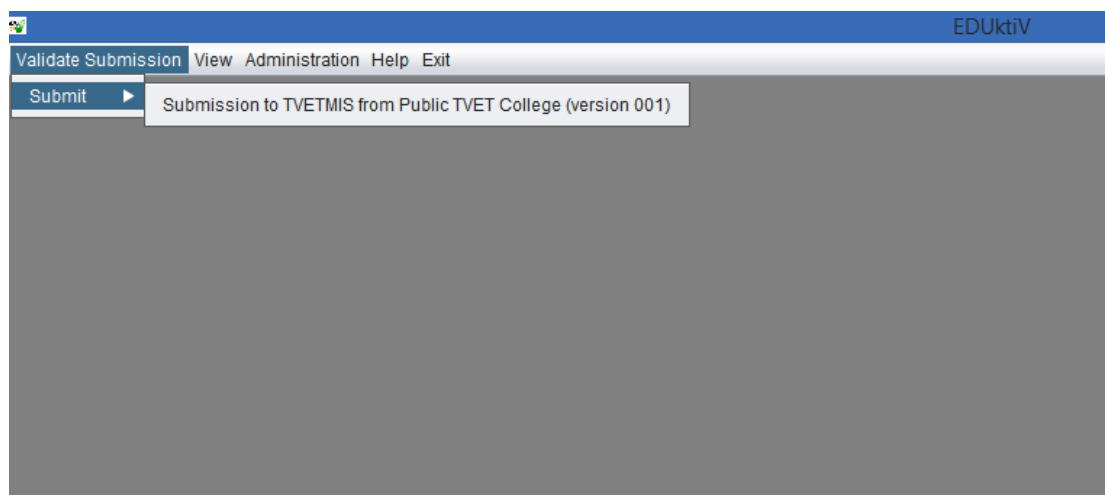 EDUktiV
Validate Submission View Administration Help Exit
Submit
Submission to TVETMIS from Public TVET College (version 001)